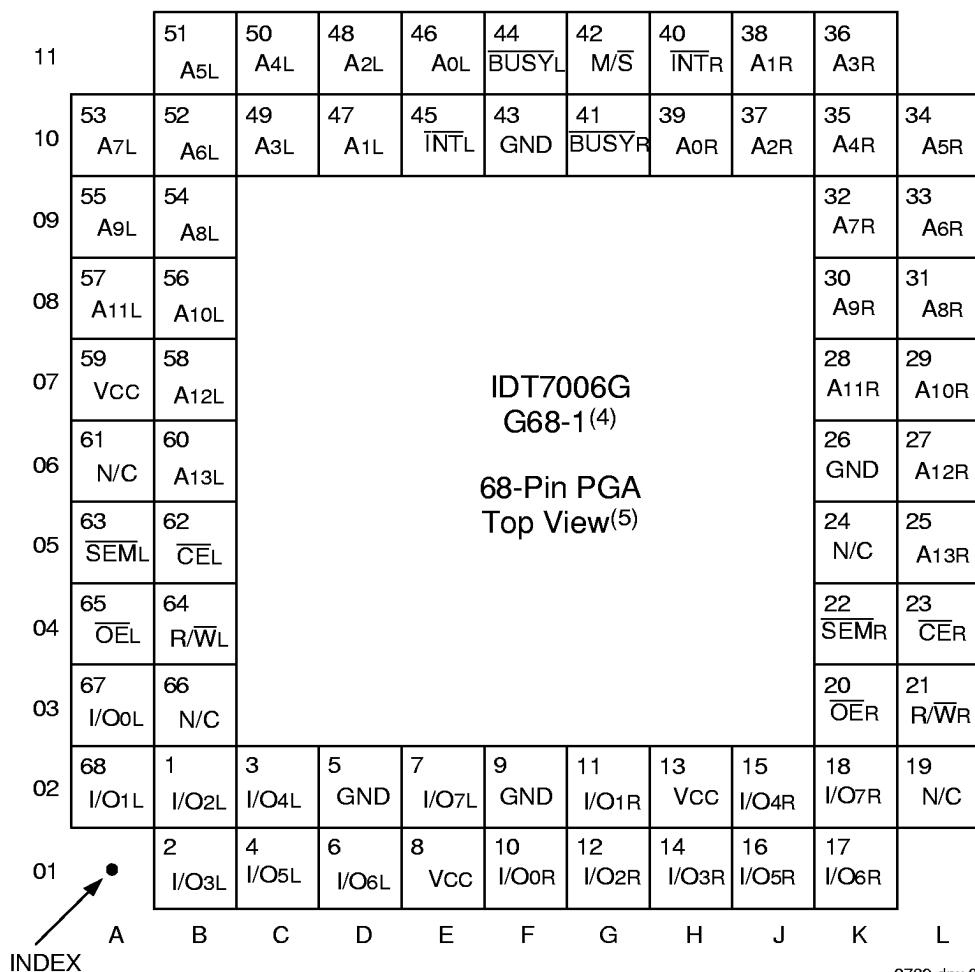 11 51 50 48 46 44 42 40 38 36
A5L A4L A2L A0L BUSYL M/S INTR A1R A3R
10 53 52 49 47 45 43 41 39 37 35 34
A7L A6L A3L A1L INTL GND BUSYR A0R A2R A4R A5R
09 55 54 32 33
A9L A8L A7R A6R
08 57 56 30 31
A11L A10L A9R A8R
07 59 58 28 29
VCC A12L A11R A10R
IDT7006G
G68-1(4)
06 61 60 26 27
N/C A13L GND A12R
68-Pin PGA
Top View(5)
05 63 62 24 25
SEML CEL N/C A13R
04 65 64 22 23
OEL R/WL SEMR CER
03 67 66 20 21
I/O0L N/C OER R/WR
02 68 1 3 5 7 9 11 13 15 18 19
I/O1L I/O2L I/O4L GND I/O7L GND I/O1R VCC I/O4R I/O7R N/C
01 2 4 6 8 10 12 14 16 17
I/O3L I/O5L I/O6L VCC I/O0R I/O2R I/O3R I/O5R I/O6R
A B C D E F G H J K L
INDEX